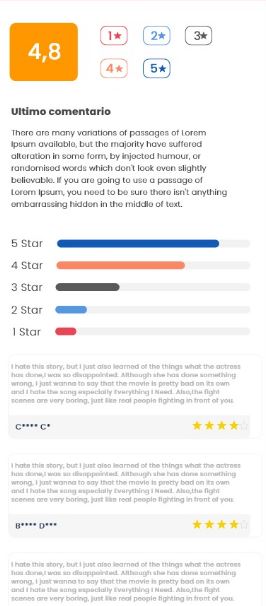 4,8
1★ 2★ 3★
4★ 5★
Ultimo comentario
There are many variations of passages of Lorem
Ipsum available, but the majority have suffered
alteration in some form, by injected humour, or
randomised words which don't look even slightly
believable. If you are going to use a passage of
Lorem Ipsum, you need to be sure there isn't anything
embarrassing hidden in the middle of text.
5 Star
4 Star
3 Star
2 Star
1 Star
I hate this story, but I just also learned of the things what the actress
has done,I was so disappointed. Although she has done something
wrong, I just wanna to say that the movie is pretty bad on its own
and I hate the song especially Everything I Need. Also,the fight
scenes are very boring, just like real people fighting in front of you.
C**** C*
I hate this story, but I just also learned of the things what the actress
has done,I was so disappointed. Although she has done something
wrong, I just wanna to say that the movie is pretty bad on its own
and I hate the song especially Everything I Need. Also,the fight
scenes are very boring, just like real people fighting in front of you.
B**** D***
I hate this story, but I just also learned of the things what the actress
has done,I was so disappointed. Although she has done something
wrong, I just wanna to say that the movie is pretty bad on its own
and I hate the song especially Everything I Need. Also,the fight
scenes are very boring, just like real people fighting in front of you.